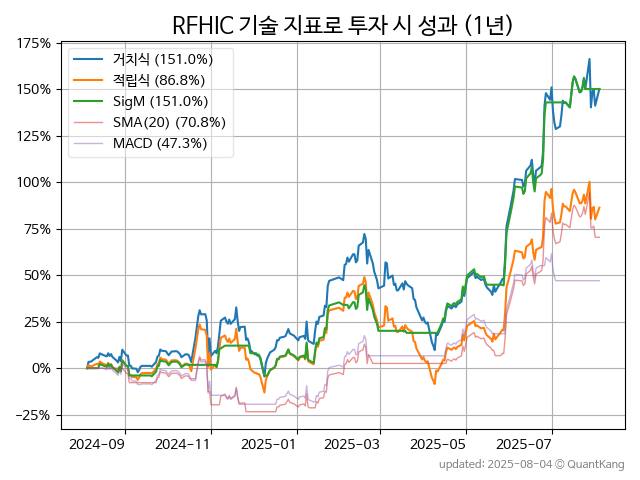 RFHIC 기술 지표로 투자 시 성과 (1년)
175%
150%
125%
100%
75%
50%
25%
0%
−25%
거치식 (151.0%)
적립식 (86.8%)
SigM (151.0%)
SMA(20) (70.8%)
MACD (47.3%)
2024-09
2024-11
2025-01
2025-03
2025-05
2025-07
updated: 2025-08-04 © QuantKang